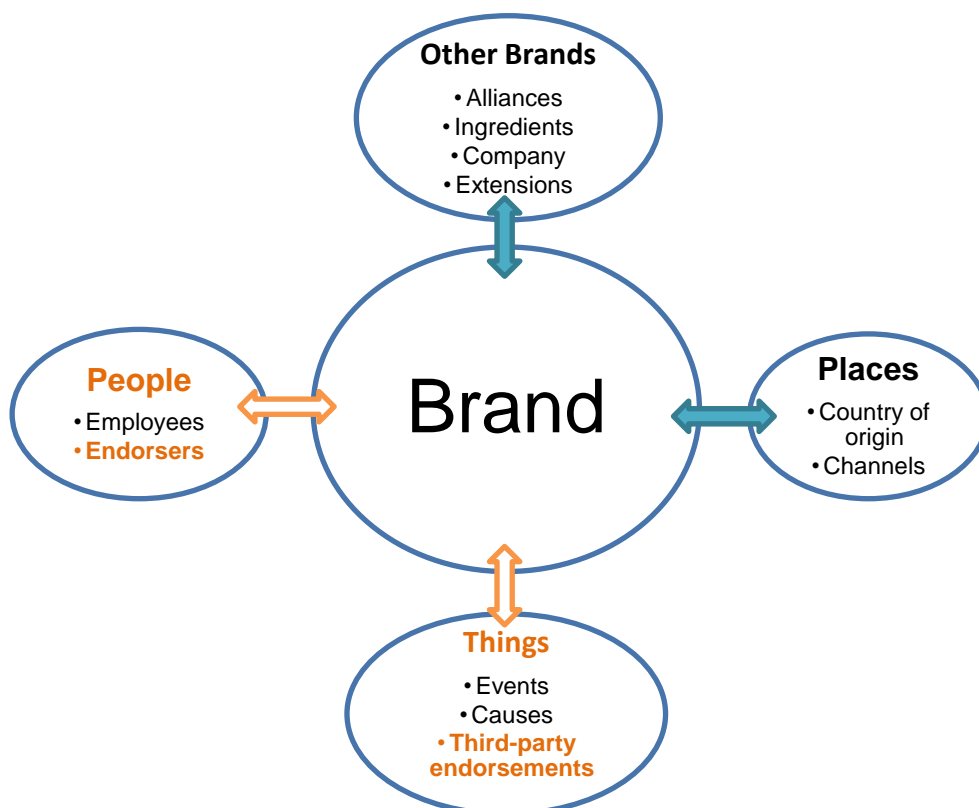 Other Brands
• Alliances
• Ingredients
• Company
• Extensions
People
• Employees
• Endorsers
Brand
Places
• Country of
origin
• Channels
Things
• Events
• Causes
• Third-party
endorsements